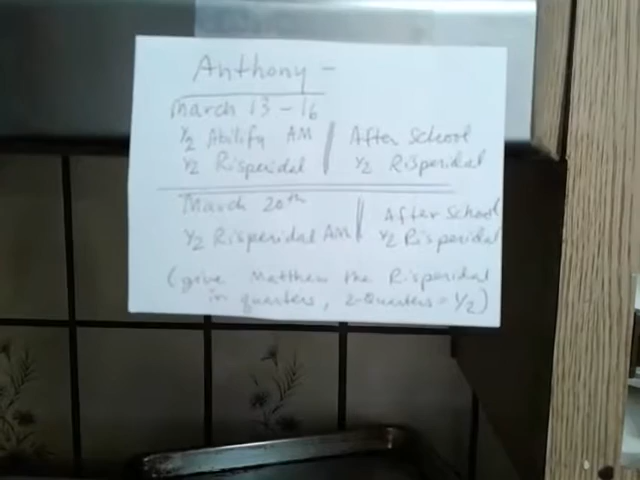 Anthony -
March 13 - 16
1/2 Abilify AM
1/2 Risperidal
After School
1/2 Risperidal
March 20th
1/2 Risperidal AM
After School
1/2 Risperidal
(give Matthew the Risperidal
in quarters, 2-Quarters = 1/2)